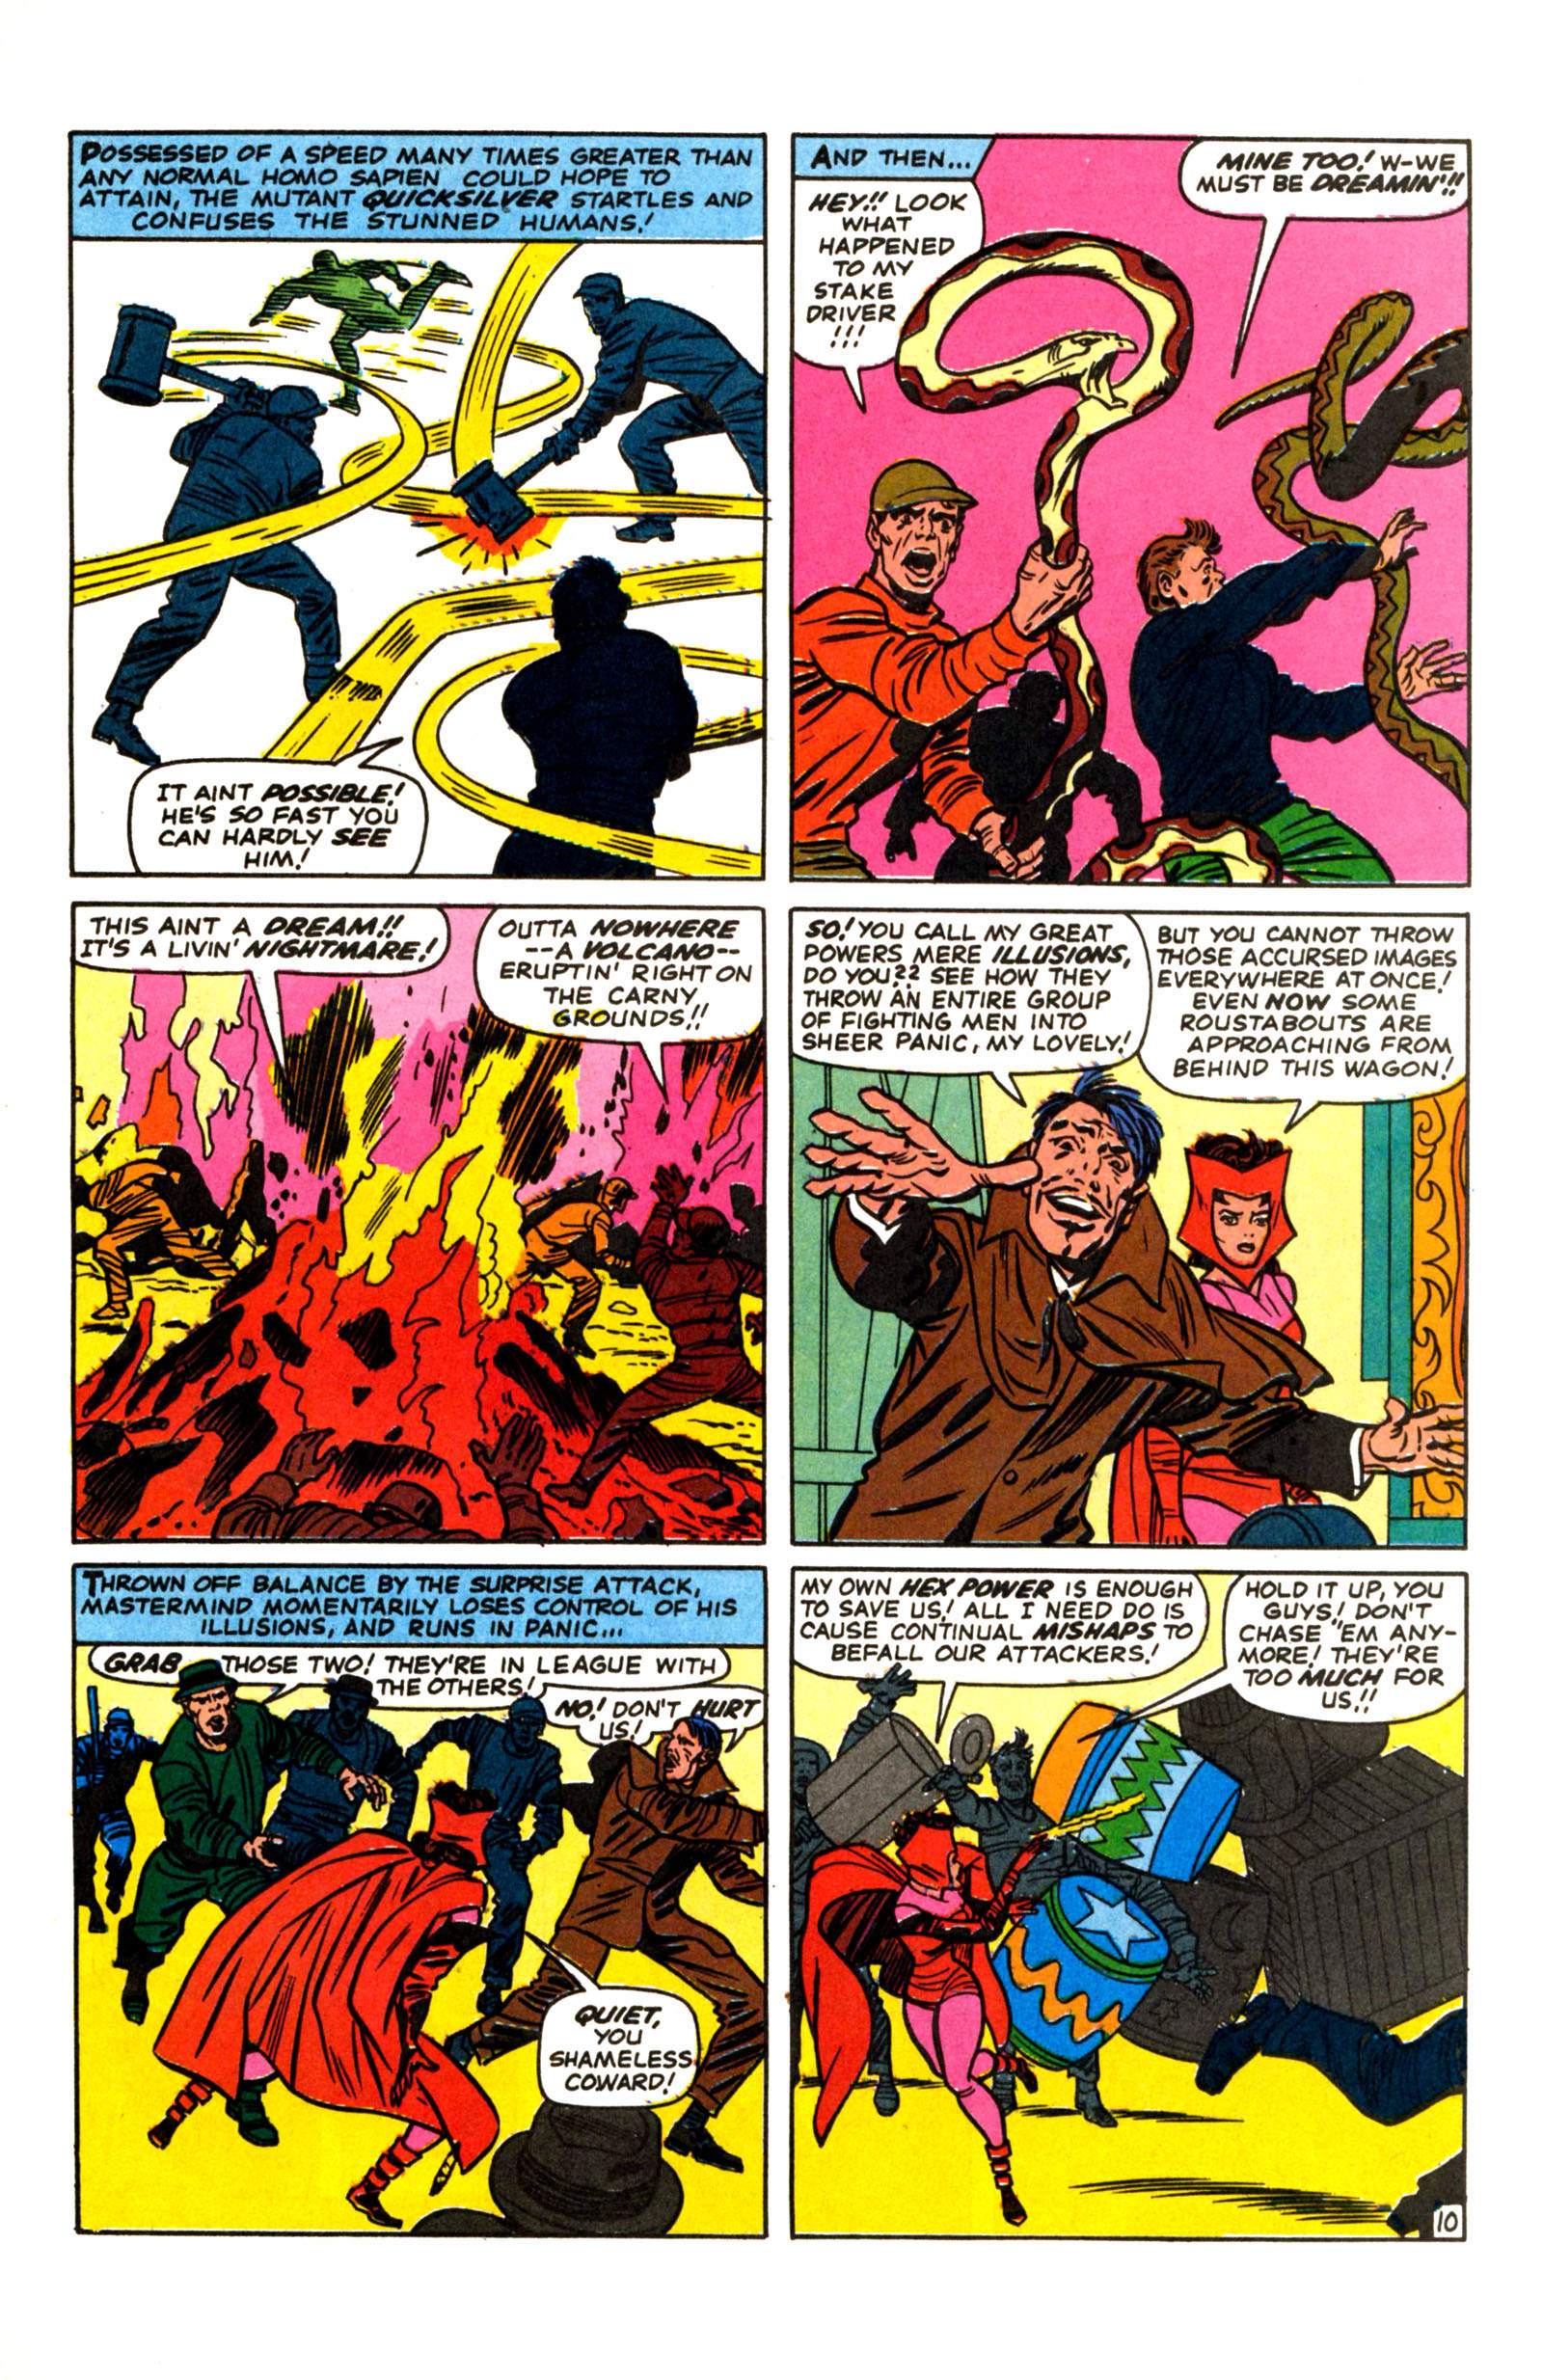 POSSESSED OF A SPEED MANY TIMES GREATER THAN
ANY NORMAL HOMO SAPIEN COULD HOPE TO
ATTAIN, THE MUTANT QUICKSILVER STARTLES AND
CONFUSES THE STUNNED HUMANS!
IT AINT POSSIBLE!
HE'S SO FAST YOU
CAN HARDLY SEE
HIM!
AND THEN...
HEY!! LOOK
WHAT
HAPPENED
TO MY
STAKE
DRIVER
!!!
MINE TOO! W-WE
MUST BE DREAMIN'!!
THIS AINT A DREAM!!
IT'S A LIVIN' NIGHTMARE!
OUTTA NOWHERE
--A VOLCANO--
ERUPTIN' RIGHT ON
THE CARNY
GROUNDS!!
SO! YOU CALL MY GREAT
POWERS MERE ILLUSIONS,
DO YOU?? SEE HOW THEY
THROW AN ENTIRE GROUP
OF FIGHTING MEN INTO
SHEER PANIC, MY LOVELY!
BUT YOU CANNOT THROW
THOSE ACCURSED IMAGES
EVERYWHERE AT ONCE!
EVEN NOW SOME
ROUSTABOUTS ARE
APPROACHING FROM
BEHIND THIS WAGON!
THROWN OFF BALANCE BY THE SURPRISE ATTACK,
MASTERMIND MOMENTARILY LOSES CONTROL OF HIS
ILLUSIONS, AND RUNS IN PANIC...
GRAB THOSE TWO! THEY'RE IN LEAGUE WITH
THE OTHERS!
NO! DON'T HURT
US!
QUIET,
YOU
SHAMELESS
COWARD!
MY OWN HEX POWER IS ENOUGH
TO SAVE US! ALL I NEED DO IS
CAUSE CONTINUAL MISHAPS TO
BEFALL OUR ATTACKERS!
HOLD IT UP, YOU
GUYS! DON'T
CHASE 'EM ANY-
MORE! THEY'RE
TOO MUCH FOR
US!!
10